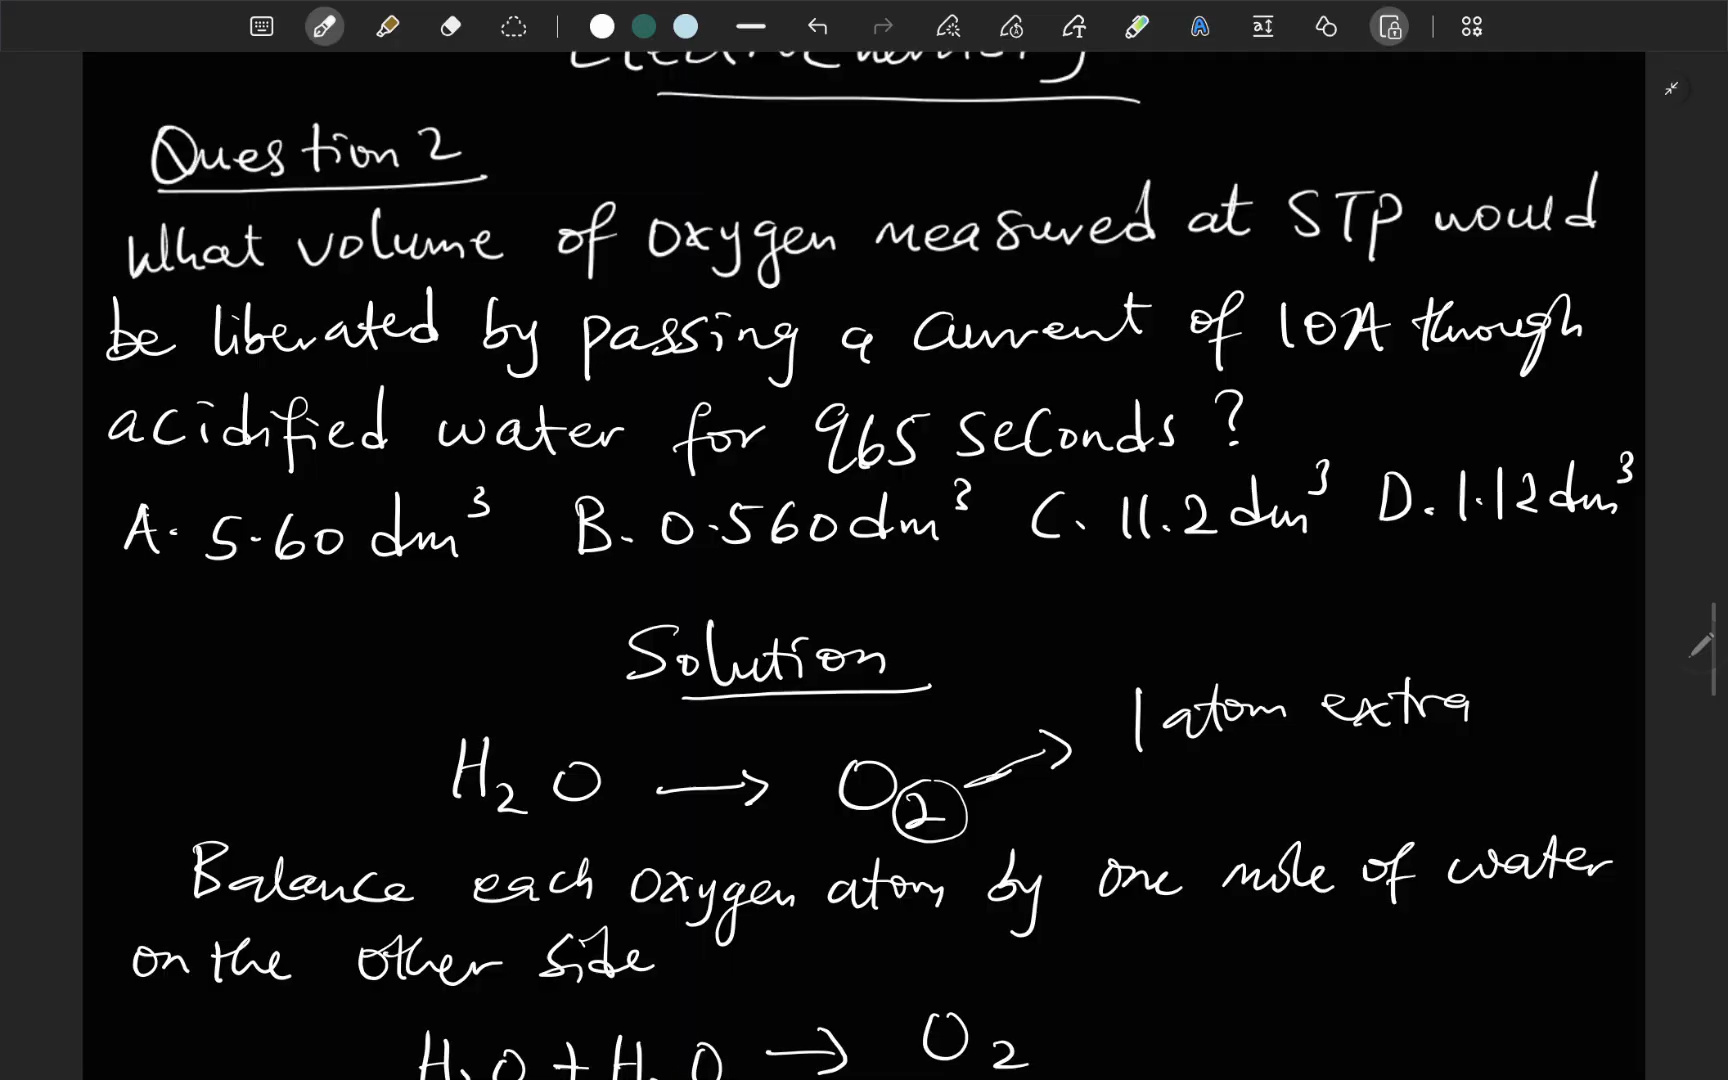 Electrochemistry
Question 2
What volume of oxygen measured at STP would
be liberated by passing a current of 10A through
acidified water for 965 seconds?
A. 5.60 dm³ B. 0.560dm³ C. 11.2 dm³ D. 1.12dm³
Solution
H₂O → O₂ → 1 atom extra
Balance each oxygen atom by one mole of water
on the other side
H₂O + H₂O → O₂